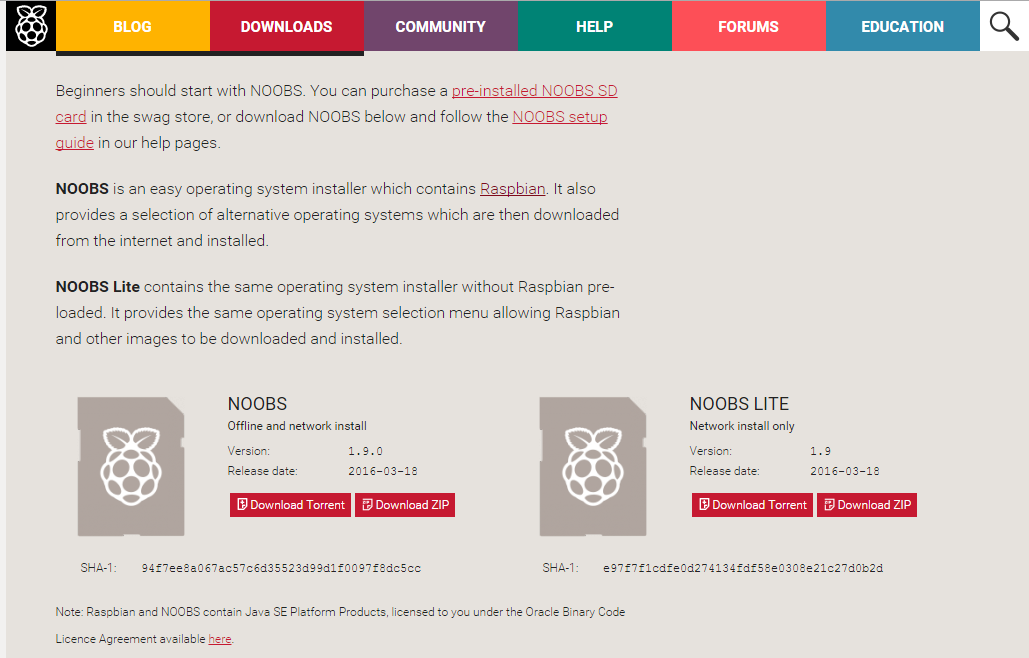 BLOG DOWNLOADS COMMUNITY HELP FORUMS EDUCATION
Beginners should start with NOOBS. You can purchase a pre-installed NOOBS SD
card in the swag store, or download NOOBS below and follow the NOOBS setup
guide in our help pages.
NOOBS is an easy operating system installer which contains Raspbian. It also
provides a selection of alternative operating systems which are then downloaded
from the internet and installed.
NOOBS Lite contains the same operating system installer without Raspbian pre-
loaded. It provides the same operating system selection menu allowing Raspbian
and other images to be downloaded and installed.
NOOBS
Offline and network install
Version: 1.9.0
Release date: 2016-03-18
Download Torrent Download ZIP
SHA-1: 94f7ee8a067ac57c6d35523d99d1f0097f8dc5cc
NOOBS LITE
Network install only
Version: 1.9
Release date: 2016-03-18
Download Torrent Download ZIP
SHA-1: e97f7f1cdfe0d274134fdf58e0308e21c27d0b2d
Note: Raspbian and NOOBS contain Java SE Platform Products, licensed to you under the Oracle Binary Code
Licence Agreement available here.